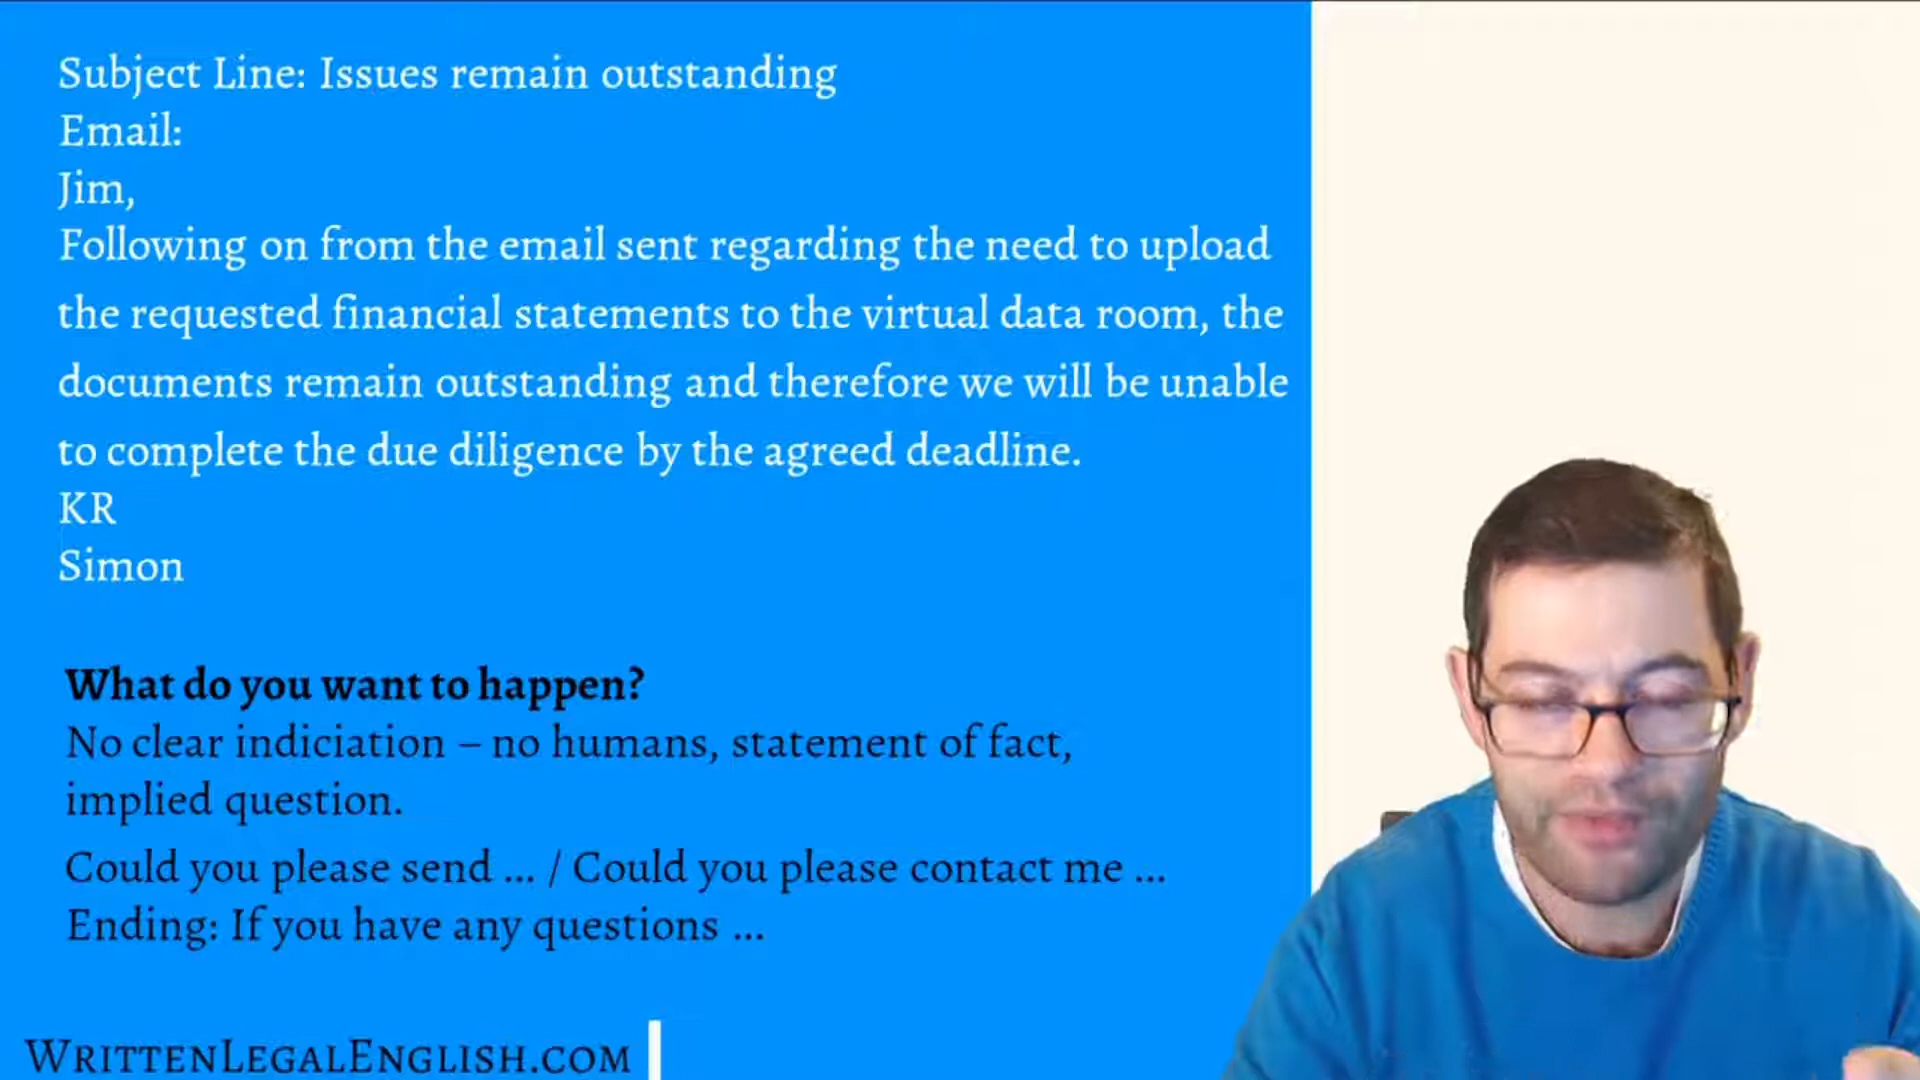 Subject Line: Issues remain outstanding
Email:
Jim,
Following on from the email sent regarding the need to upload
the requested financial statements to the virtual data room, the
documents remain outstanding and therefore we will be unable
to complete the due diligence by the agreed deadline.
KR
Simon
What do you want to happen?
No clear indiciation – no humans, statement of fact,
implied question.
Could you please send ... / Could you please contact me ...
Ending: If you have any questions ...
WRITTENLEGALENGLISH.COM